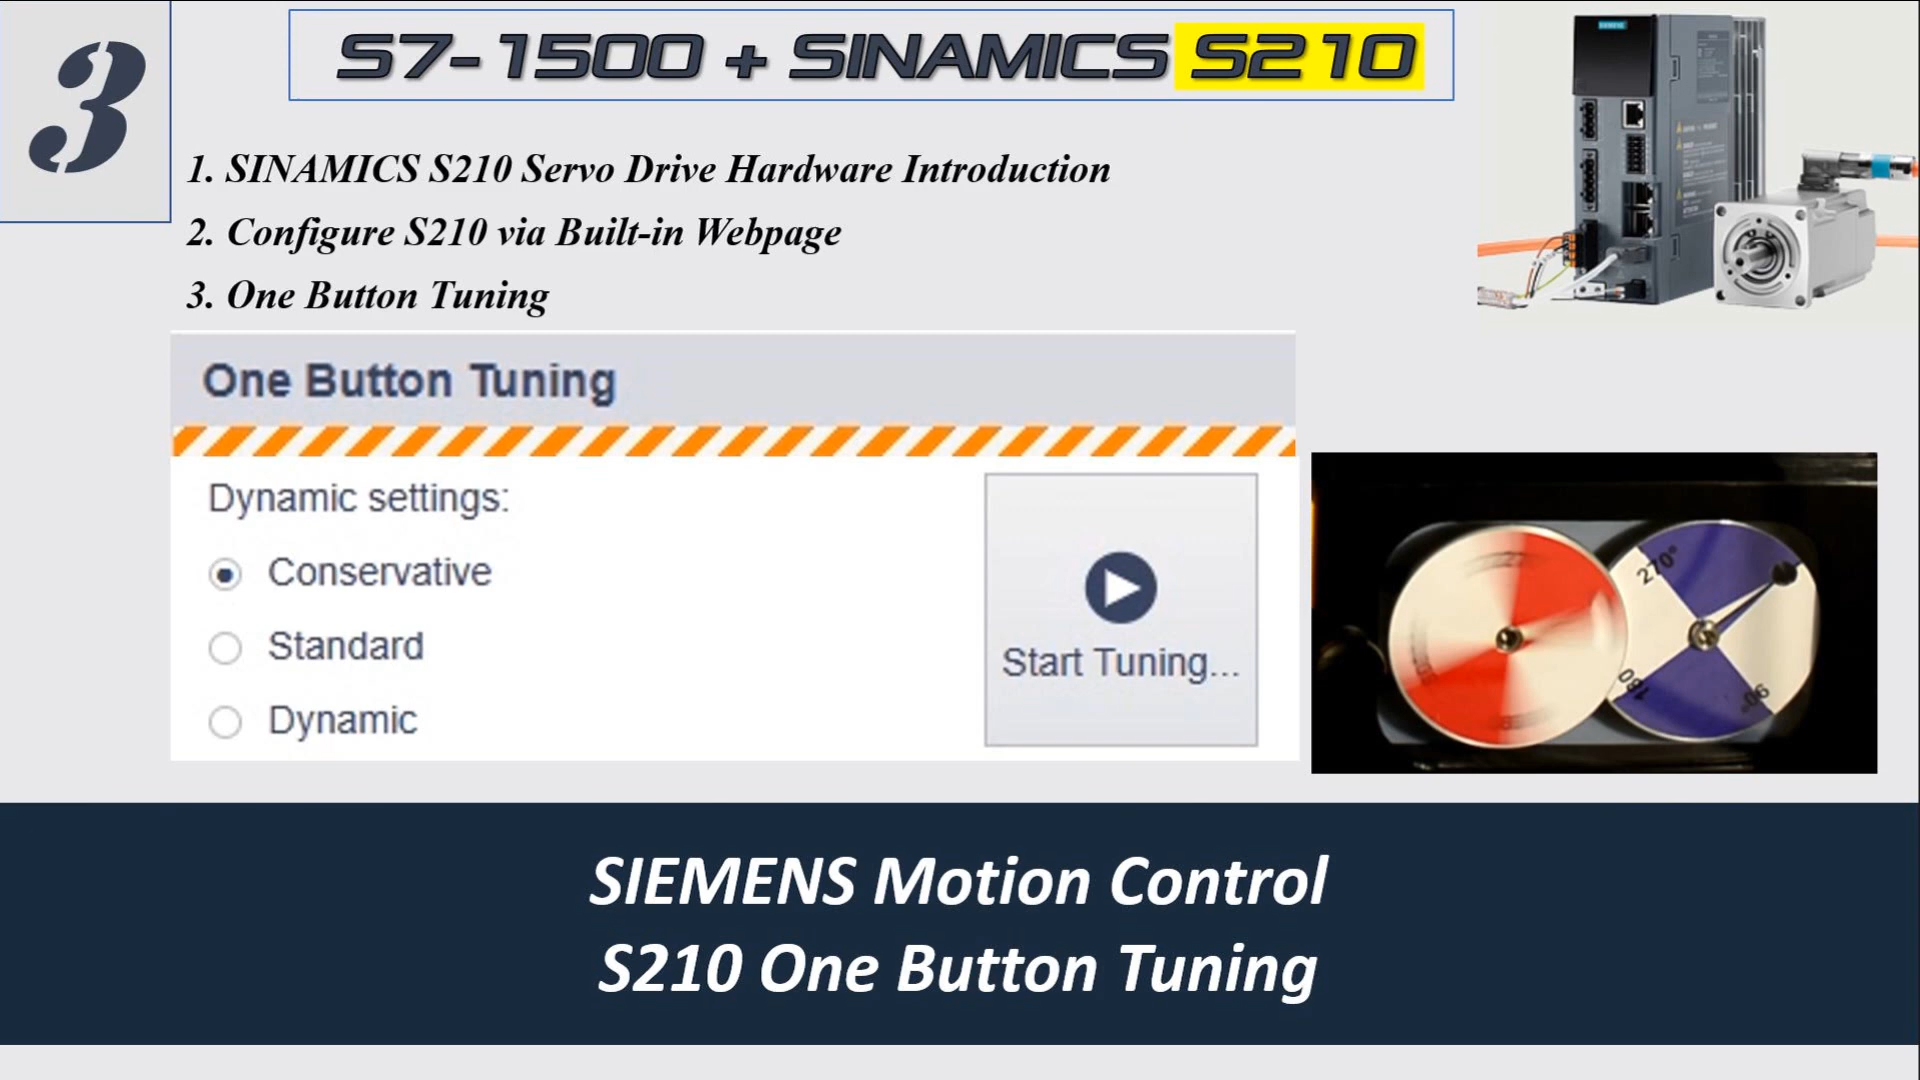 3
S7-1500 + SINAMICS S210
1. SINAMICS S210 Servo Drive Hardware Introduction
2. Configure S210 via Built-in Webpage
3. One Button Tuning
SIEMENS
One Button Tuning
Dynamic settings:
Conservative
Standard
Dynamic
Start Tuning...
270°
180
90°
SIEMENS Motion Control
S210 One Button Tuning